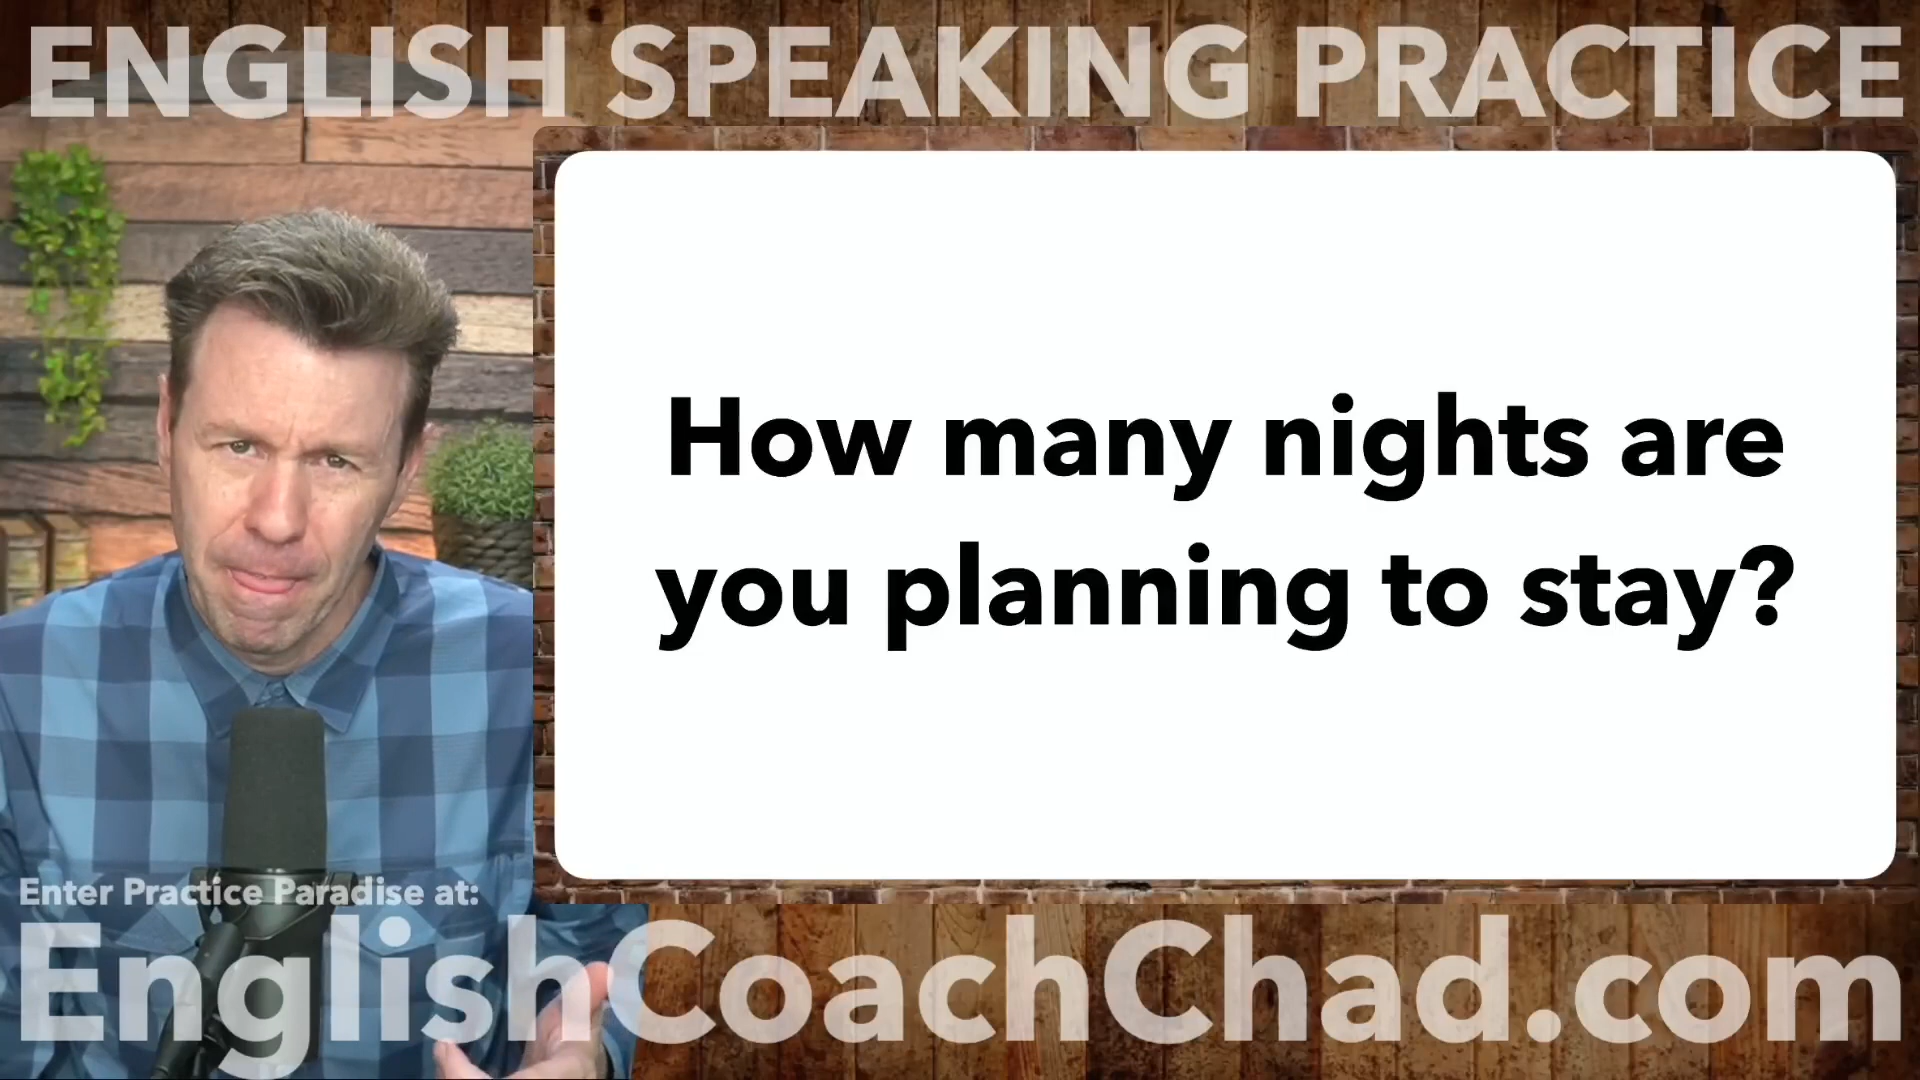 ENGLISH SPEAKING PRACTICE
How many nights are
you planning to stay?
Enter Practice Paradise at:
EnglishCoachChad.com